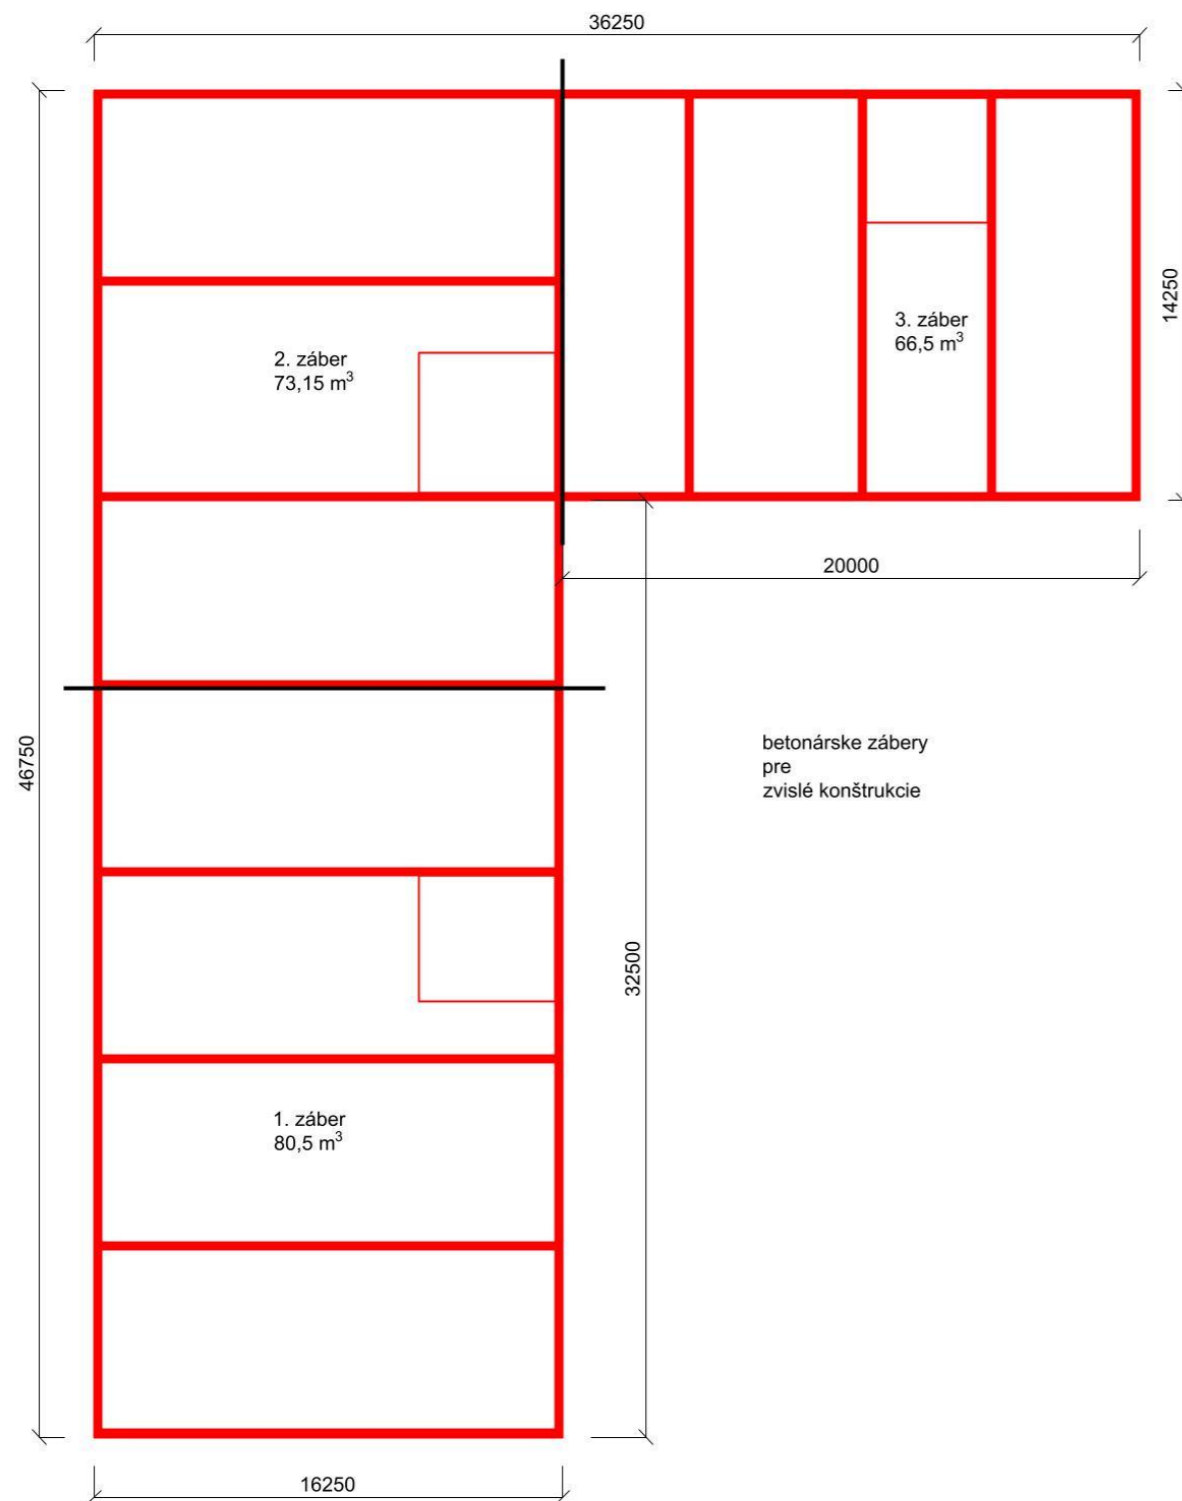 36250
14250
3. záber
66,5 m³
2. záber
73,15 m³
20000
46750
betonárske zábery
pre
zvislé konštrukcie
32500
1. záber
80,5 m³
16250